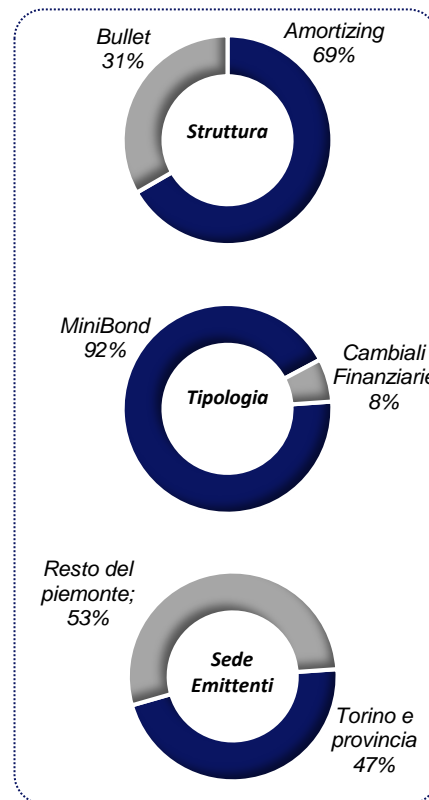 Bullet
31%
Amortizing
69%
Struttura
MiniBond
92%
Cambiali
Finanziarie
8%
Tipologia
Resto del
piemonte;
53%
Sede
Emittenti
Torino e
provincia
47%